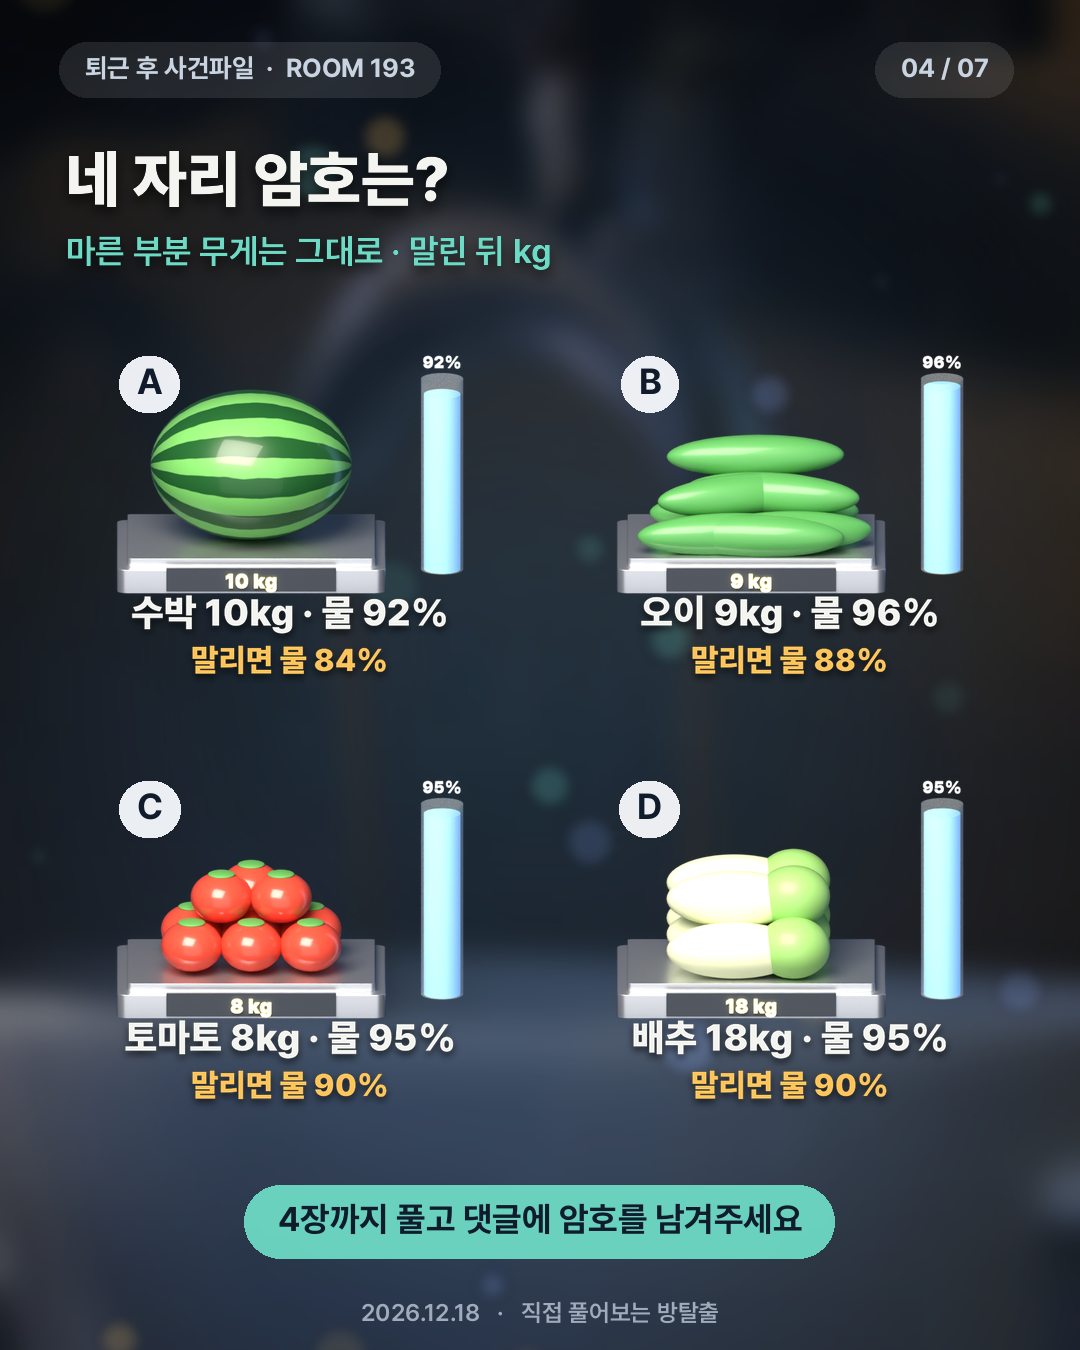 퇴근 후 사건파일 · ROOM 193
04 / 07
네 자리 암호는?
마른 부분 무게는 그대로 · 말린 뒤 kg
A
92%
10 kg
수박 10kg · 물 92%
말리면 물 84%
B
96%
9 kg
오이 9kg · 물 96%
말리면 물 88%
C
95%
8 kg
토마토 8kg · 물 95%
말리면 물 90%
D
95%
18 kg
배추 18kg · 물 95%
말리면 물 90%
4장까지 풀고 댓글에 암호를 남겨주세요
2026.12.18 · 직접 풀어보는 방탈출